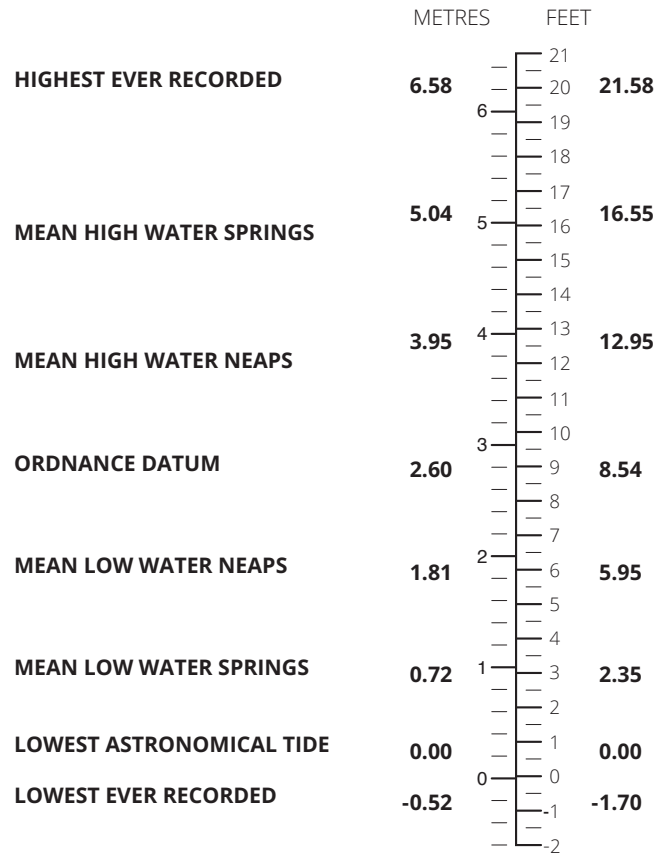 METRES FEET
21
HIGHEST EVER RECORDED 6.58 20 21.58
6
19
18
17
MEAN HIGH WATER SPRINGS 5.04 5 16 16.55
15
14
13
MEAN HIGH WATER NEAPS 3.95 4 12 12.95
11
10
3
ORDNANCE DATUM 2.60 9 8.54
8
7
2
MEAN LOW WATER NEAPS 1.81 6 5.95
5
4
MEAN LOW WATER SPRINGS 0.72 1 3 2.35
2
LOWEST ASTRONOMICAL TIDE 0.00 1 0.00
0 0
LOWEST EVER RECORDED -0.52 -1 -1.70
-2